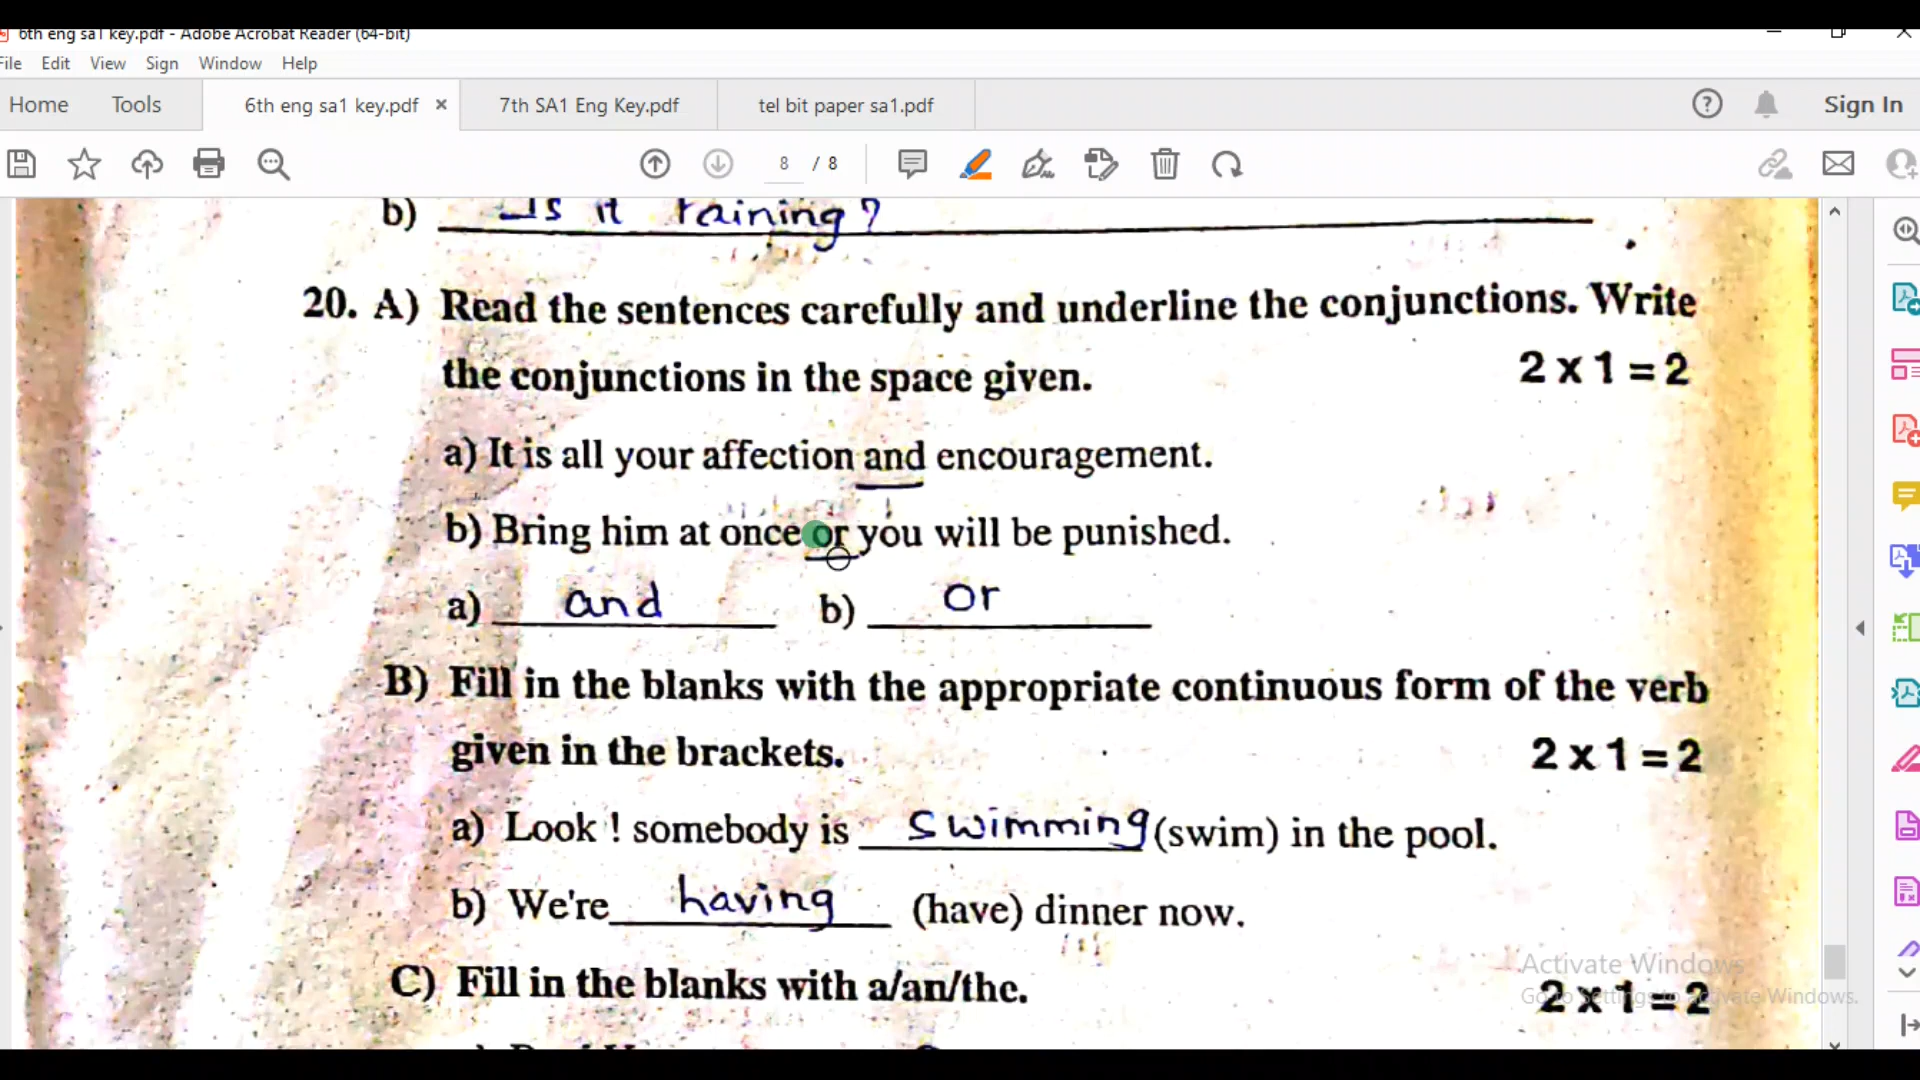 6th eng sa1 key.pdf - Adobe Acrobat Reader (64-bit)
File Edit View Sign Window Help
Home Tools 6th eng sa1 key.pdf × 7th SA1 Eng Key.pdf tel bit paper sa1.pdf Sign In
8 / 8
b) Is it raining?
20. A) Read the sentences carefully and underline the conjunctions. Write
the conjunctions in the space given. 2 x 1 = 2
a) It is all your affection and encouragement.
b) Bring him at once or you will be punished.
a) and b) or
B) Fill in the blanks with the appropriate continuous form of the verb
given in the brackets. 2 x 1 = 2
a) Look ! somebody is swimming (swim) in the pool.
b) We're having (have) dinner now.
Activate Windows
C) Fill in the blanks with a/an/the. 2 x 1 = 2
Go to Settings to activate Windows.